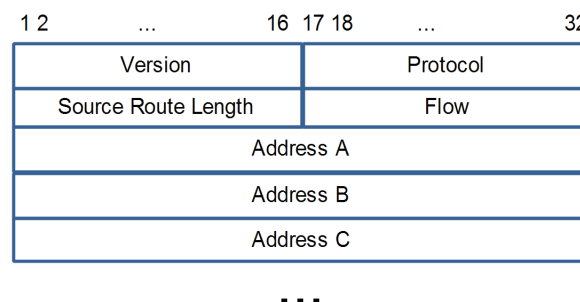 1 2 ... 16 17 18 ... 32
Version Protocol
Source Route Length Flow
Address A
Address B
Address C
...